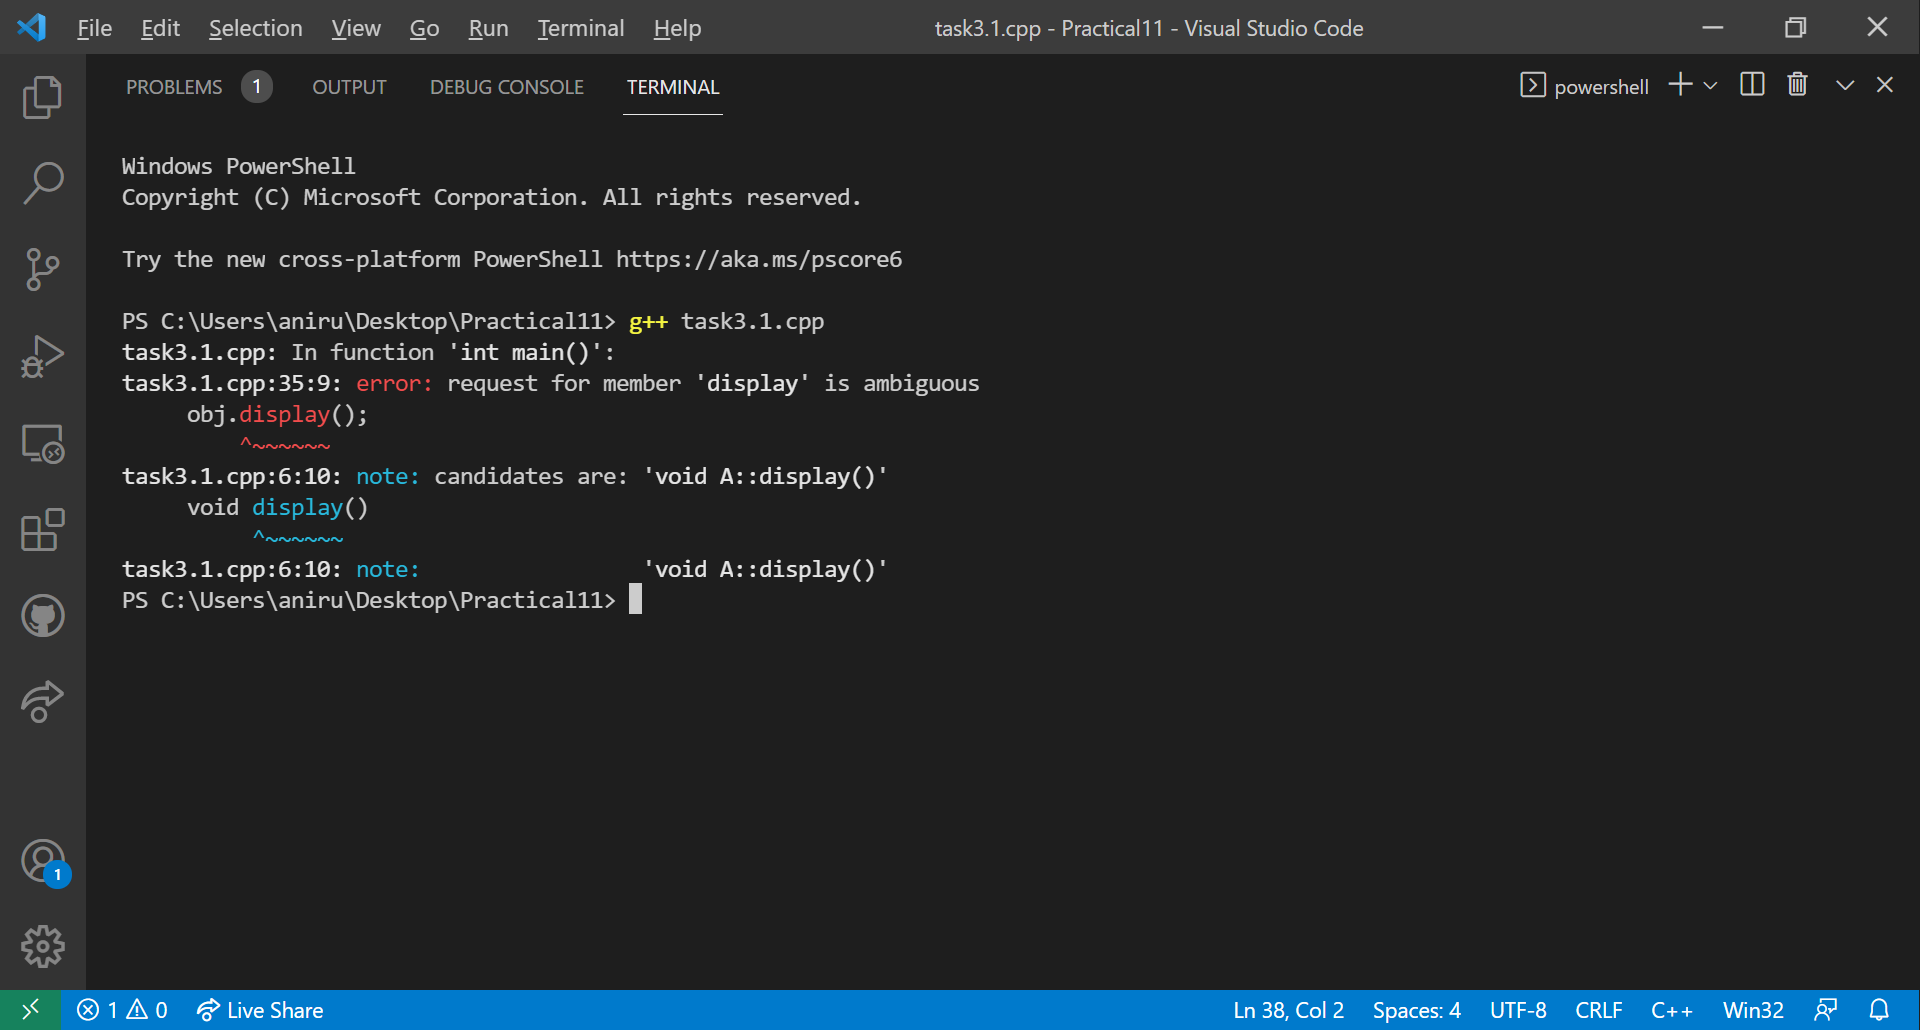 File Edit Selection View Go Run Terminal Help task3.1.cpp - Practical11 - Visual Studio Code
PROBLEMS 1 OUTPUT DEBUG CONSOLE TERMINAL powershell
Windows PowerShell
Copyright (C) Microsoft Corporation. All rights reserved.
Try the new cross-platform PowerShell https://aka.ms/pscore6
PS C:\Users\aniru\Desktop\Practical11> g++ task3.1.cpp
task3.1.cpp: In function 'int main()':
task3.1.cpp:35:9: error: request for member 'display' is ambiguous
     obj.display();
         ^~~~~~~
task3.1.cpp:6:10: note: candidates are: 'void A::display()'
     void display()
          ^~~~~~~
task3.1.cpp:6:10: note:                 'void A::display()'
PS C:\Users\aniru\Desktop\Practical11>
1
1 0 Live Share Ln 38, Col 2 Spaces: 4 UTF-8 CRLF C++ Win32